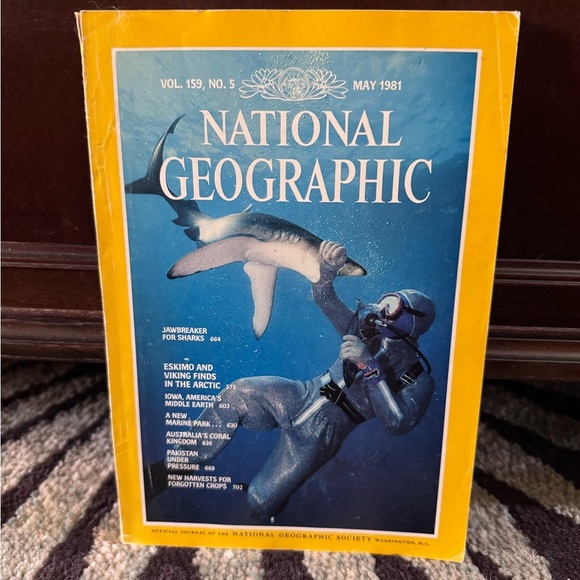 VOL. 159, NO. 5 MAY 1981
NATIONAL
GEOGRAPHIC
JAWBREAKER
FOR SHARKS 664
ESKIMO AND
VIKING FINDS
IN THE ARCTIC 575
IOWA, AMERICA'S
MIDDLE EARTH 603
A NEW
MARINE PARK . . . 630
AUSTRALIA'S CORAL
KINGDOM 636
PAKISTAN
UNDER
PRESSURE 668
NEW HARVESTS FOR
FORGOTTEN CROPS 702
OFFICIAL JOURNAL OF THE NATIONAL GEOGRAPHIC SOCIETY WASHINGTON, D.C.